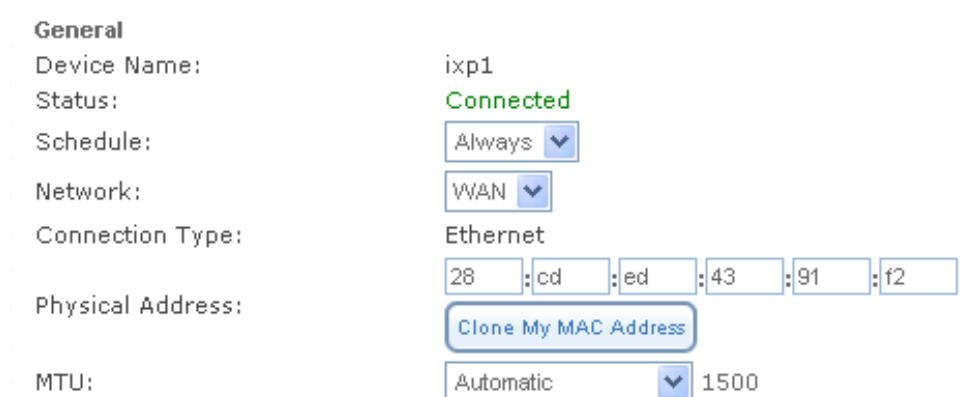 General
Device Name: ixp1
Status: Connected
Schedule: Always
Network: WAN
Connection Type: Ethernet
28 : cd : ed : 43 : 91 : f2
Physical Address:
Clone My MAC Address
MTU: Automatic 1500